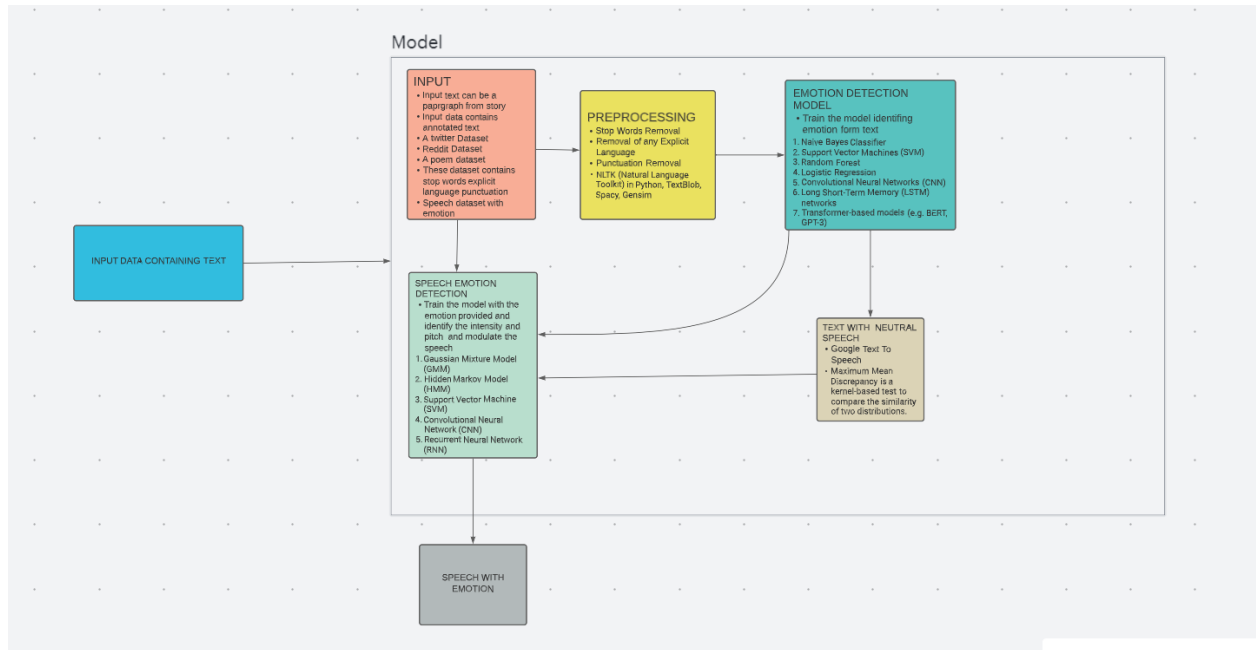 Model
INPUT
• Input text can be a
paprgraph from story
• Input data contains
annotated text
• A twitter Dataset
• Reddit Dataset
• A poem dataset
• These dataset contains
stop words explicit
language punctuation
• Speech dataset with
emotion
PREPROCESSING
• Stop Words Removal
• Removal of any Explicit
Language
• Punctuation Removal
• NLTK (Natural Language
Toolkit) in Python, TextBlob,
Spacy, Gensim
EMOTION DETECTION
MODEL
• Train the model identifing
emotion form text
1. Naive Bayes Classifier
2. Support Vector Machines (SVM)
3. Random Forest
4. Logistic Regression
5. Convolutional Neural Networks (CNN)
6. Long Short-Term Memory (LSTM)
networks
7. Transformer-based models (e.g. BERT,
GPT-3)
INPUT DATA CONTAINING TEXT
SPEECH EMOTION
DETECTION
• Train the model with the
emotion provided and
identify the intensity and
pitch and modulate the
speech
1. Gaussian Mixture Model
(GMM)
2. Hidden Markov Model
(HMM)
3. Support Vector Machine
(SVM)
4. Convolutional Neural
Network (CNN)
5. Recurrent Neural Network
(RNN)
TEXT WITH NEUTRAL
SPEECH
• Google Text To
Speech
• Maximum Mean
Discrepancy is a
kernel-based test to
compare the similarity
of two distributions.
SPEECH WITH
EMOTION